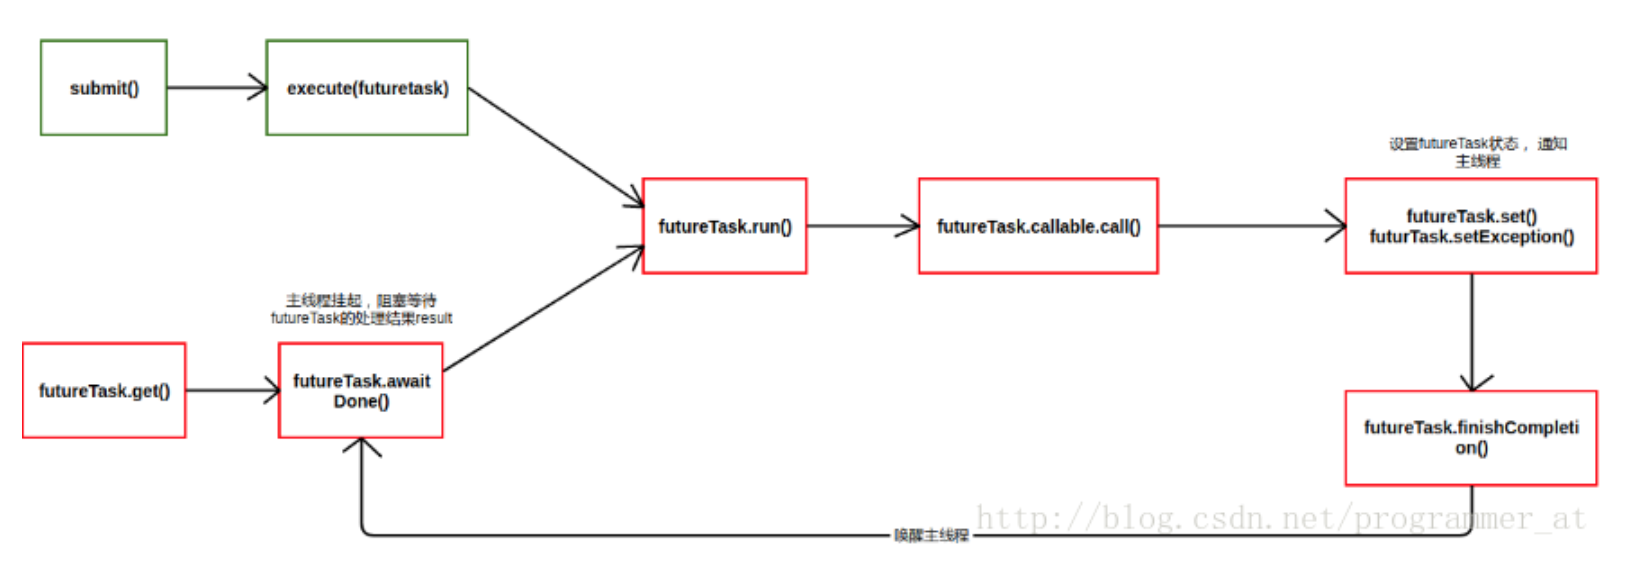 submit()
execute(futuretask)
设置futureTask状态，通知
主线程
futureTask.run()
futureTask.callable.call()
futureTask.set()
futurTask.setException()
主线程挂起，阻塞等待
futureTask的处理结果result
futureTask.get()
futureTask.await
Done()
futureTask.finishCompleti
on()
http://blog.csdn.net/programmer_at
唤醒主线程